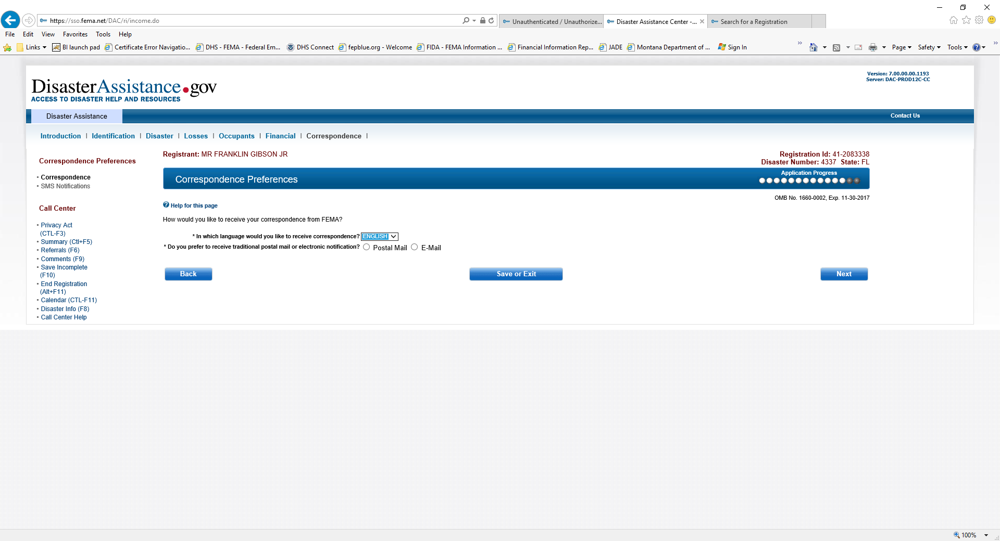 https://sso.fema.net/DAC/ri/income.do
Unauthenticated / Unauthorize...
Disaster Assistance Center -...
Search for a Registration
File Edit View Favorites Tools Help
Links BI launch pad Certificate Error Navigatio... DHS - FEMA - Federal Em... DHS Connect fepblue.org - Welcome FIDA - FEMA Information ... Financial Information Rep... JADE Montana Department of ... Sign In » Page Safety Tools »
Version: 7.00.00.00.1193
Server: DAC-PROD12C-CC
DisasterAssistance.gov
ACCESS TO DISASTER HELP AND RESOURCES
Disaster Assistance
Contact Us
Introduction | Identification | Disaster | Losses | Occupants | Financial | Correspondence |
Correspondence Preferences
• Correspondence
• SMS Notifications
Call Center
• Privacy Act
(CTL-F3)
• Summary (Ctl+F5)
• Referrals (F6)
• Comments (F9)
• Save Incomplete
(F10)
• End Registration
(Alt+F11)
• Calendar (CTL-F11)
• Disaster Info (F8)
• Call Center Help
Registrant: MR FRANKLIN GIBSON JR
Registration Id: 41-2083338
Disaster Number: 4337 State: FL
Correspondence Preferences
Application Progress
OMB No. 1660-0002, Exp. 11-30-2017
? Help for this page
How would you like to receive your correspondence from FEMA?
* In which language would you like to receive correspondence? ENGLISH
* Do you prefer to receive traditional postal mail or electronic notification? Postal Mail E-Mail
Back
Save or Exit
Next
100%